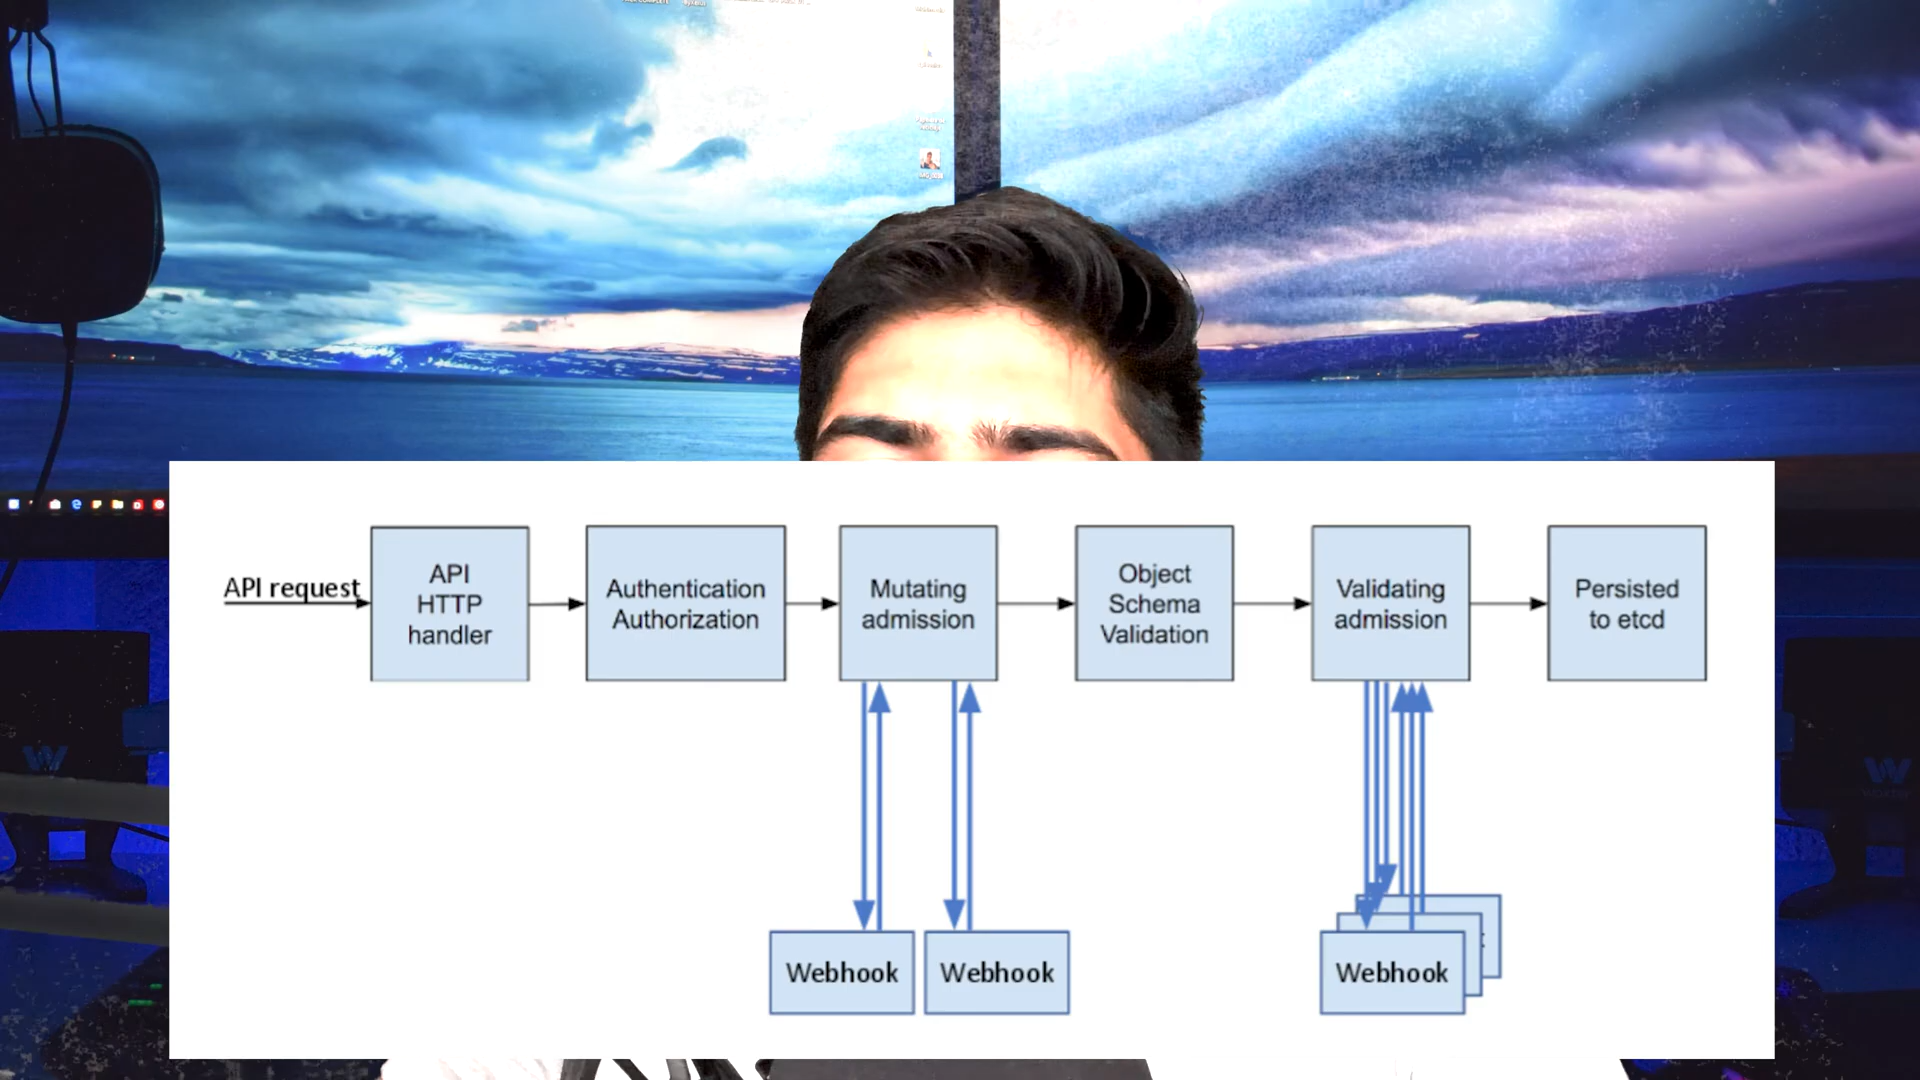 API request
API
HTTP
handler
Authentication
Authorization
Mutating
admission
Object
Schema
Validation
Validating
admission
Persisted
to etcd
Webhook
Webhook
Webhook